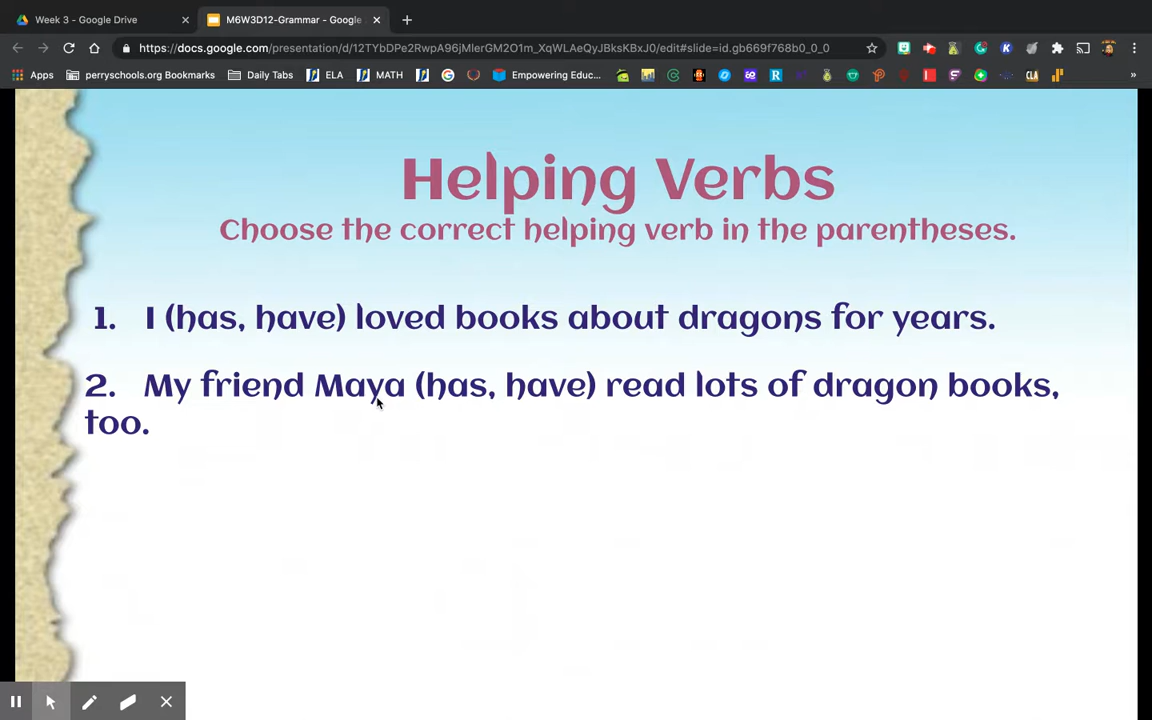 Week 3 - Google Drive
M6W3D12-Grammar - Google
https://docs.google.com/presentation/d/12TYbDPe2RwpA96jMlerGM2O1m_XqWLAeQyJBksKBxJ0/edit#slide=id.gb669f768b0_0_0
Apps perryschools.org Bookmarks Daily Tabs ELA MATH Empowering Educ... CLA
Helping Verbs
Choose the correct helping verb in the parentheses.
1. I (has, have) loved books about dragons for years.
2. My friend Maya (has, have) read lots of dragon books,
too.